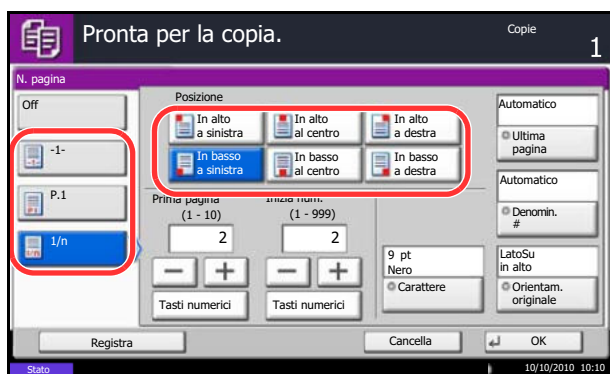 Pronta per la copia.
Copie
1
N. pagina
Off
-1-
P.1
1/n
Posizione
In alto
a sinistra
In alto
al centro
In alto
a destra
In basso
a sinistra
In basso
al centro
In basso
a destra
Prima pagina
(1 - 10)
2
Tasti numerici
Inizia num.
(1 - 999)
2
Tasti numerici
9 pt
Nero
Carattere
Automatico
Ultima
pagina
Automatico
Denomin.
#
LatoSu
in alto
Orientam.
originale
Registra
Cancella
OK
Stato
10/10/2010 10:10